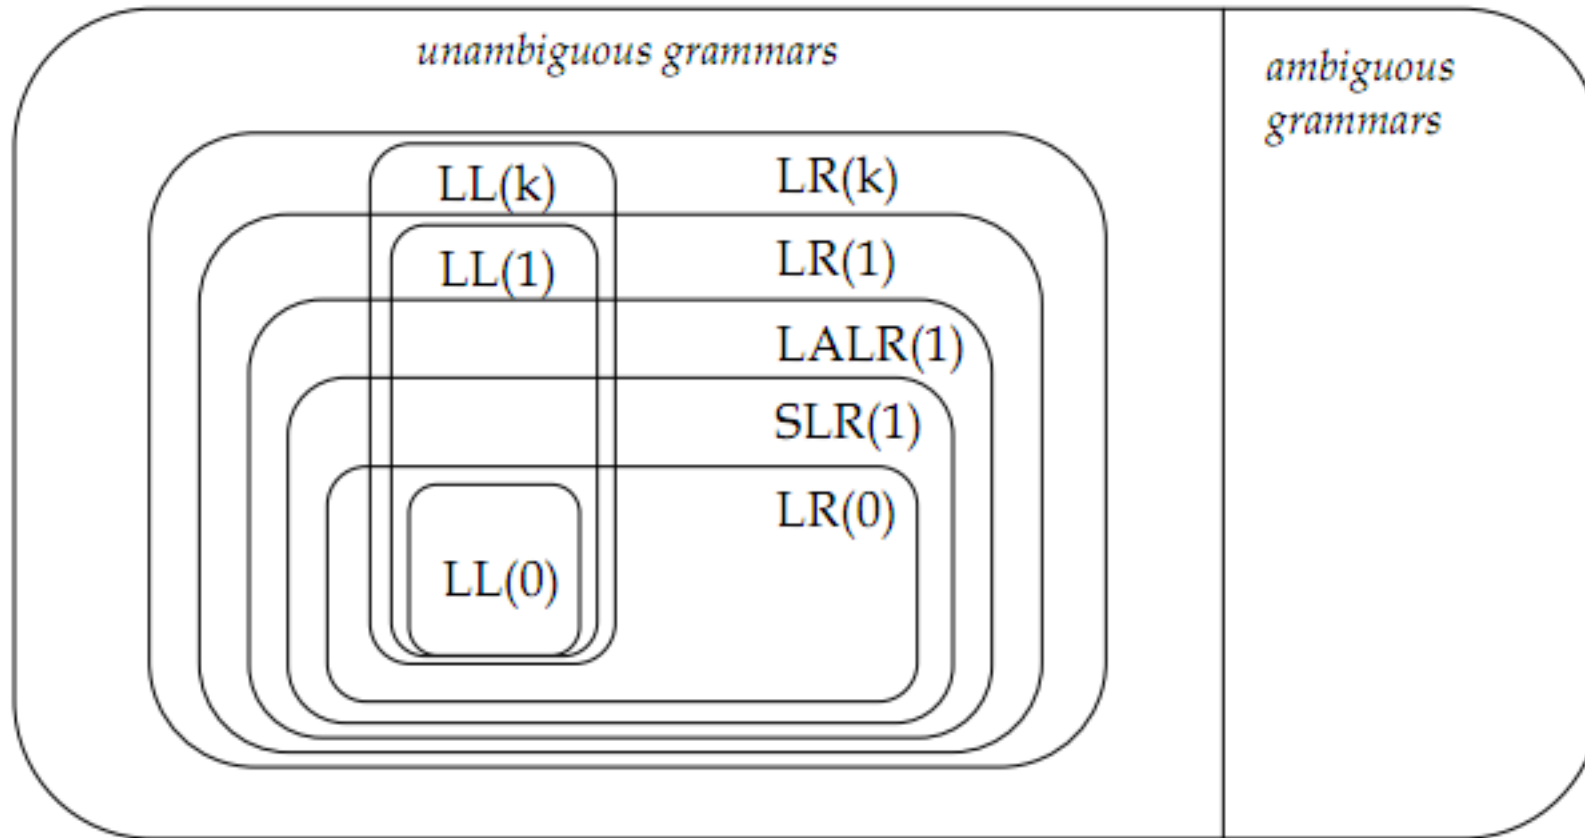 unambiguous grammars
ambiguous
grammars
LL(k)
LR(k)
LL(1)
LR(1)
LALR(1)
SLR(1)
LR(0)
LL(0)